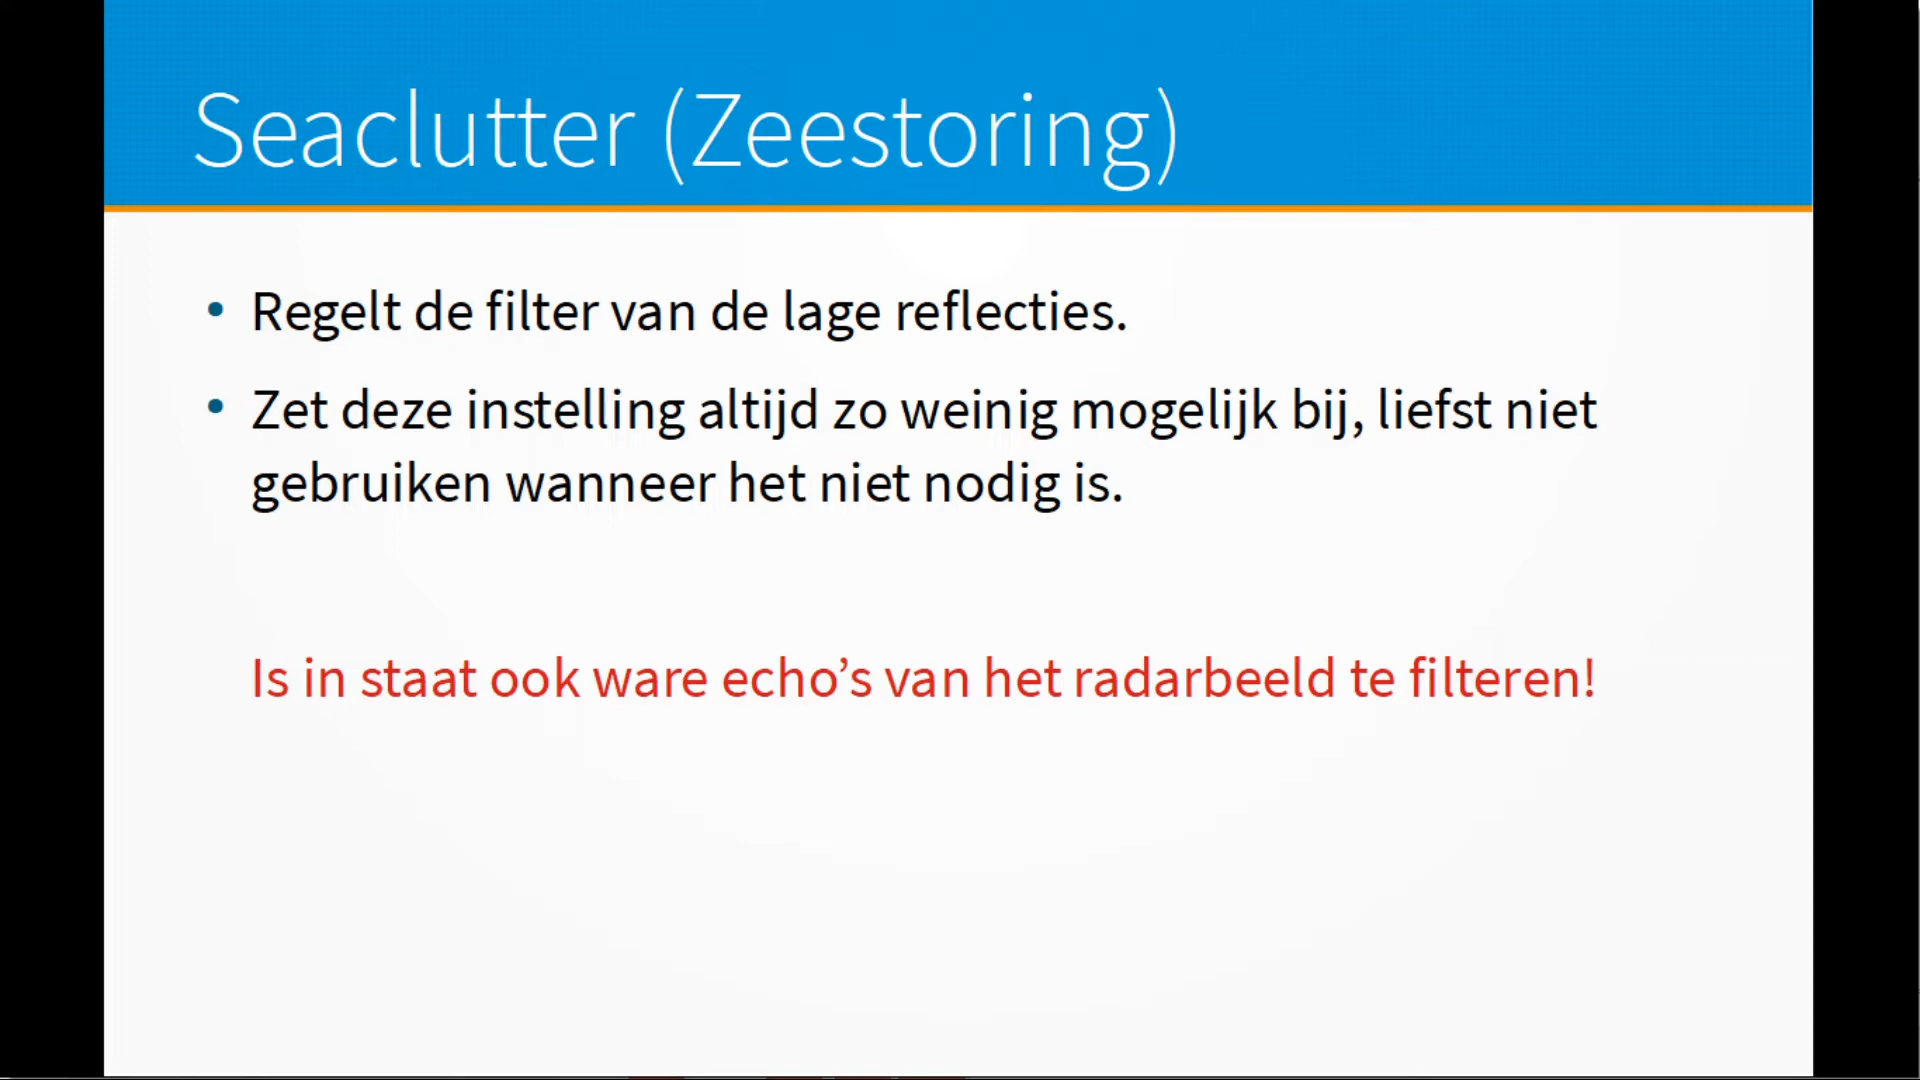 Seaclutter (Zeestoring)
• Regelt de filter van de lage reflecties.
• Zet deze instelling altijd zo weinig mogelijk bij, liefst niet
gebruiken wanneer het niet nodig is.
Is in staat ook ware echo’s van het radarbeeld te filteren!